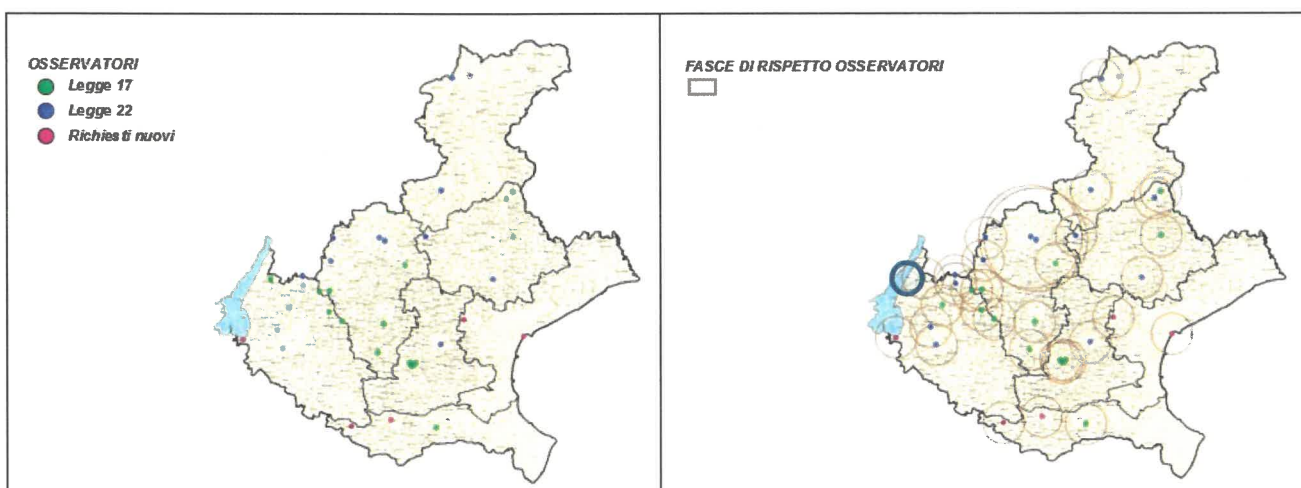 OSSERVATORI
Legge 17
Legge 22
Richiesti nuovi
FASCE DI RISPETTO OSSERVATORI